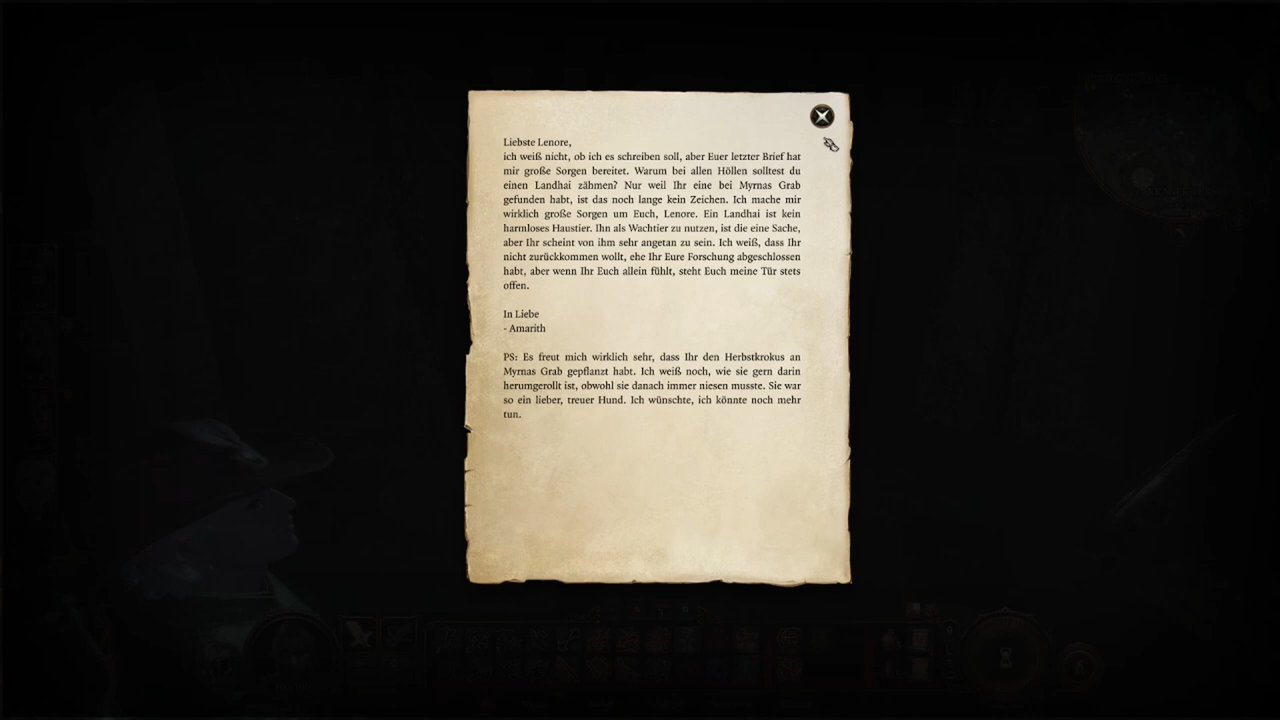 Liebste Lenore,
ich weiß nicht, ob ich es schreiben soll, aber Euer letzter Brief hat
mir große Sorgen bereitet. Warum bei allen Höllen solltest du
einen Landhai zähmen? Nur weil Ihr eine bei Myrnas Grab
gefunden habt, ist das noch lange kein Zeichen. Ich mache mir
wirklich große Sorgen um Euch, Lenore. Ein Landhai ist kein
harmloses Haustier. Ihn als Wachtier zu nutzen, ist die eine Sache,
aber Ihr scheint von ihm sehr angetan zu sein. Ich weiß, dass Ihr
nicht zurückkommen wollt, ehe Ihr Eure Forschung abgeschlossen
habt, aber wenn Ihr Euch allein fühlt, steht Euch meine Tür stets
offen.
In Liebe
- Amarith
PS: Es freut mich wirklich sehr, dass Ihr den Herbstkrokus an
Myrnas Grab gepflanzt habt. Ich weiß noch, wie sie gern darin
herumgerollt ist, obwohl sie danach immer niesen musste. Sie war
so ein lieber, treuer Hund. Ich wünschte, ich könnte noch mehr
tun.